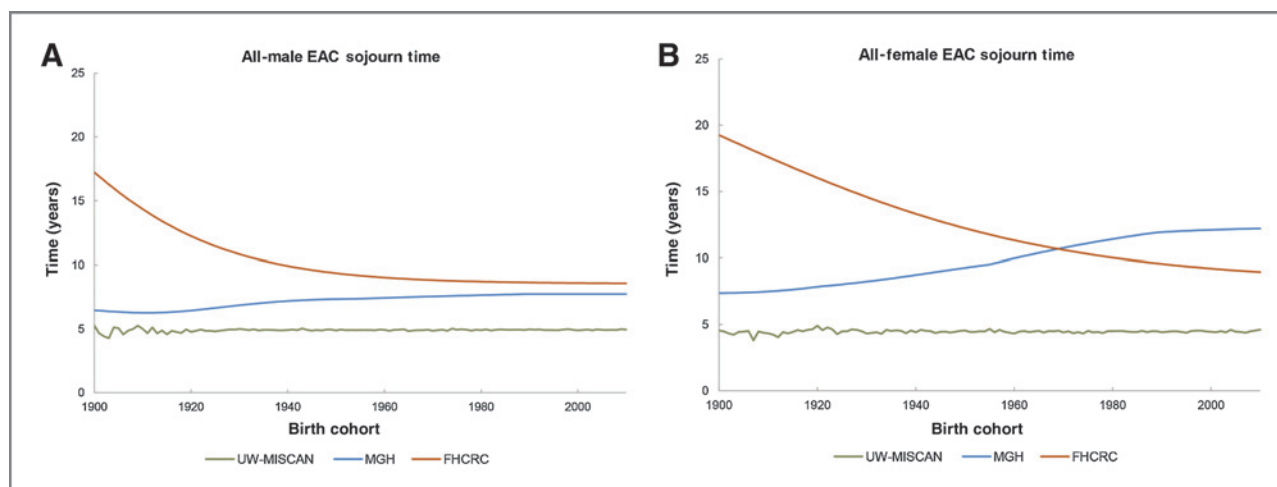 A
All-male EAC sojourn time
25
20
15
10
5
0
Time (years)
1900 1920 1940 1960 1980 2000
Birth cohort
UW-MISCAN MGH FHCRC
B
All-female EAC sojourn time
25
20
15
10
5
0
Time (years)
1900 1920 1940 1960 1980 2000
Birth cohort
UW-MISCAN MGH FHCRC